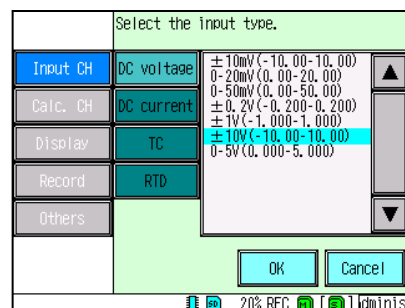 Select the input type.
Input CH
Calc. CH
Display
Record
Others
DC voltage
DC current
TC
RTD
±10mV(-10.00-10.00)
0-20mV(0.00-20.00)
0-50mV(0.00-50.00)
±0.2V(-0.200-0.200)
±1V(-1.000-1.000)
±10V(-10.00-10.00)
0-5V(0.000-5.000)
OK
Cancel
SD 20% REC M [ S ] dminis